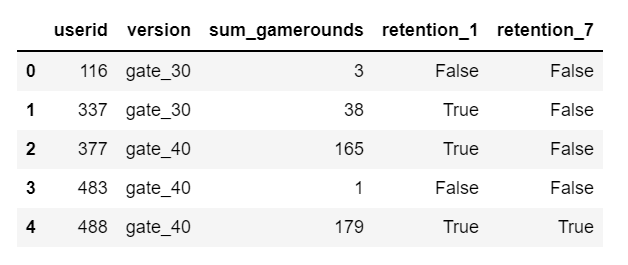 userid version sum_gamerounds retention_1 retention_7
0 116 gate_30 3 False False
1 337 gate_30 38 True False
2 377 gate_40 165 True False
3 483 gate_40 1 False False
4 488 gate_40 179 True True